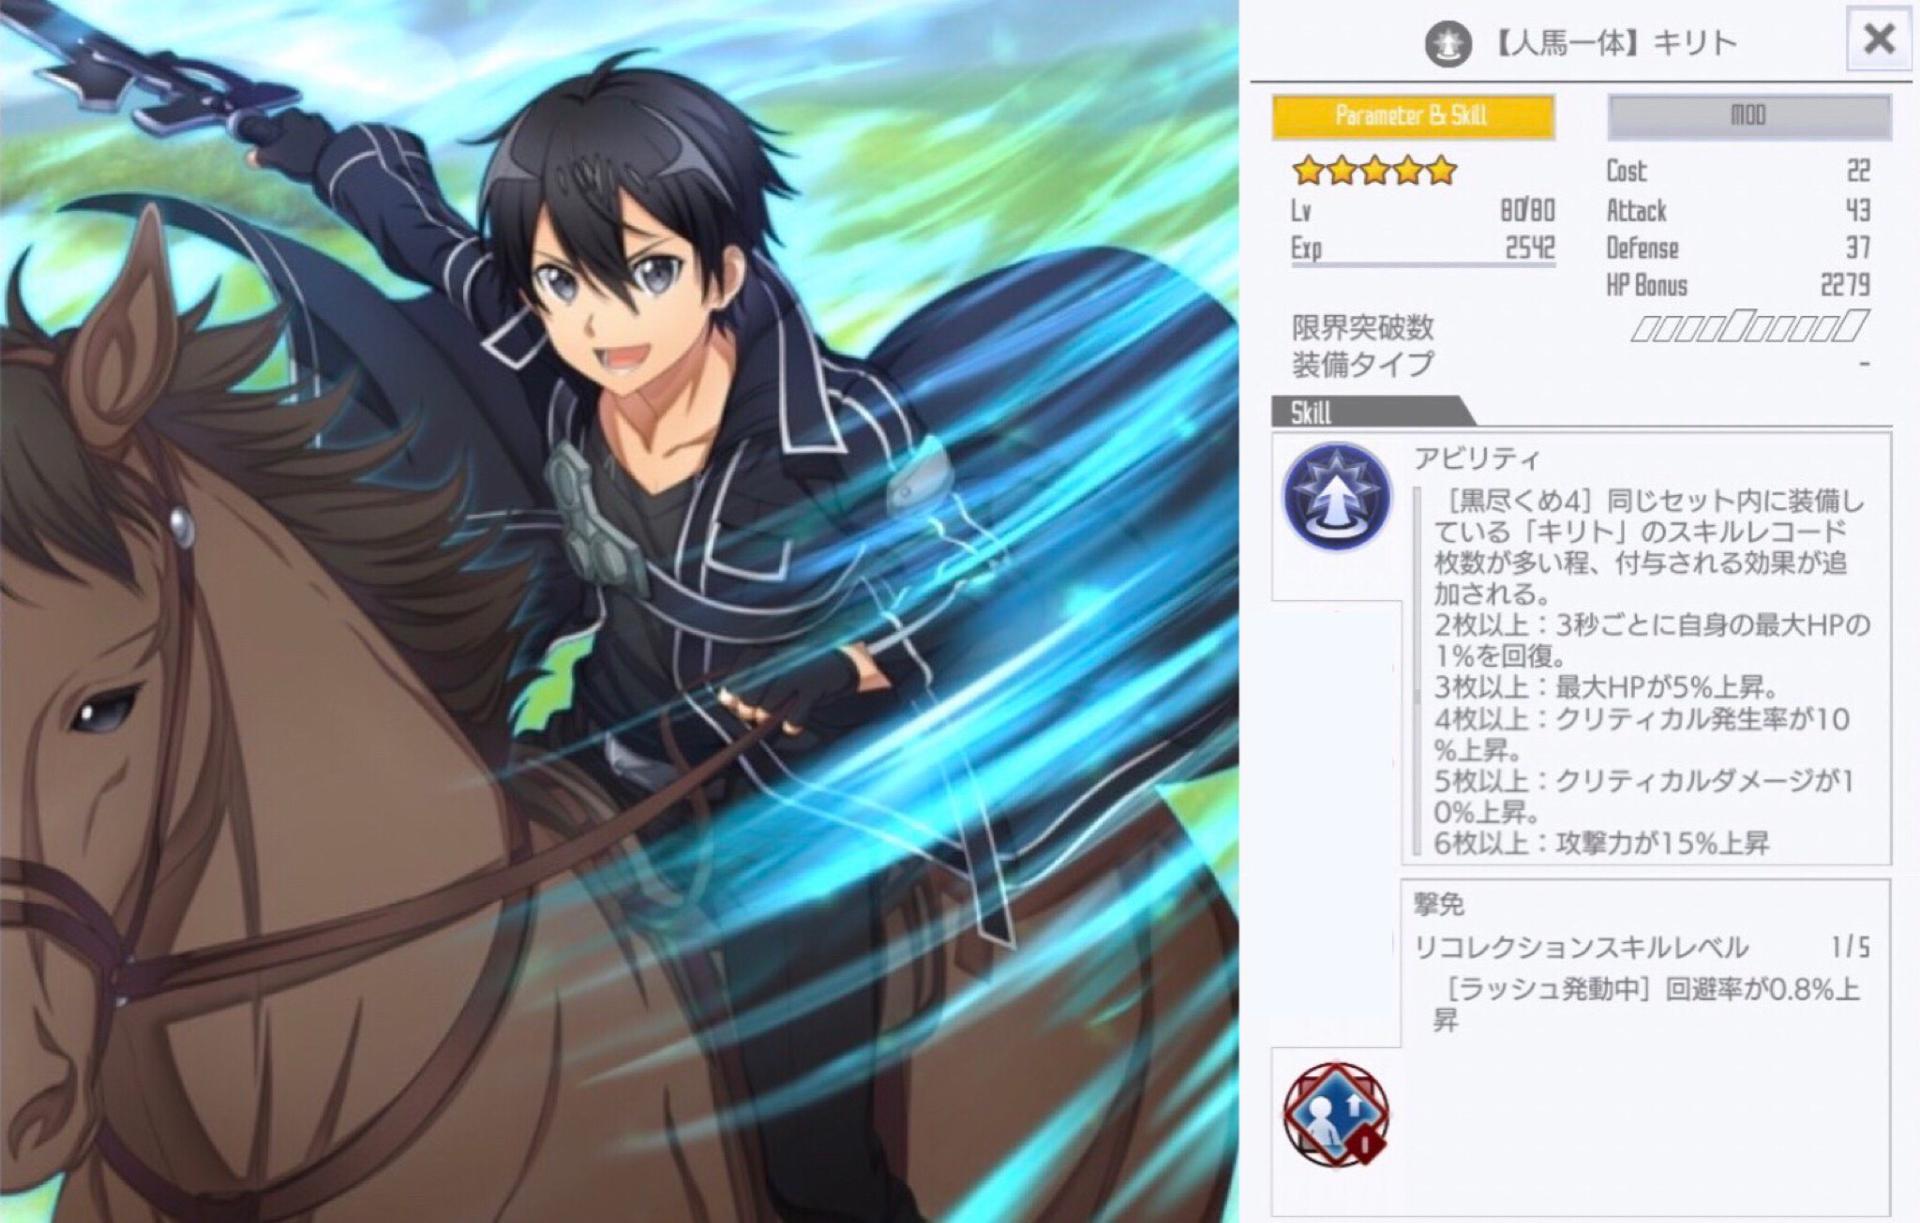 【人馬一体】キリト
Parameter & Skill
MOD
Lv 80/80
Exp 2542
Cost 22
Attack 43
Defense 37
HP Bonus 2279
限界突破数
装備タイプ -
Skill
アビリティ
［黒尽くめ4］同じセット内に装備し
ている「キリト」のスキルレコード
枚数が多い程、付与される効果が追
加される。
2枚以上：3秒ごとに自身の最大HPの
1%を回復。
3枚以上：最大HPが5%上昇。
4枚以上：クリティカル発生率が10
%上昇。
5枚以上：クリティカルダメージが1
0%上昇。
6枚以上：攻撃力が15%上昇
撃免
リコレクションスキルレベル 1/5
［ラッシュ発動中］回避率が0.8%上
昇